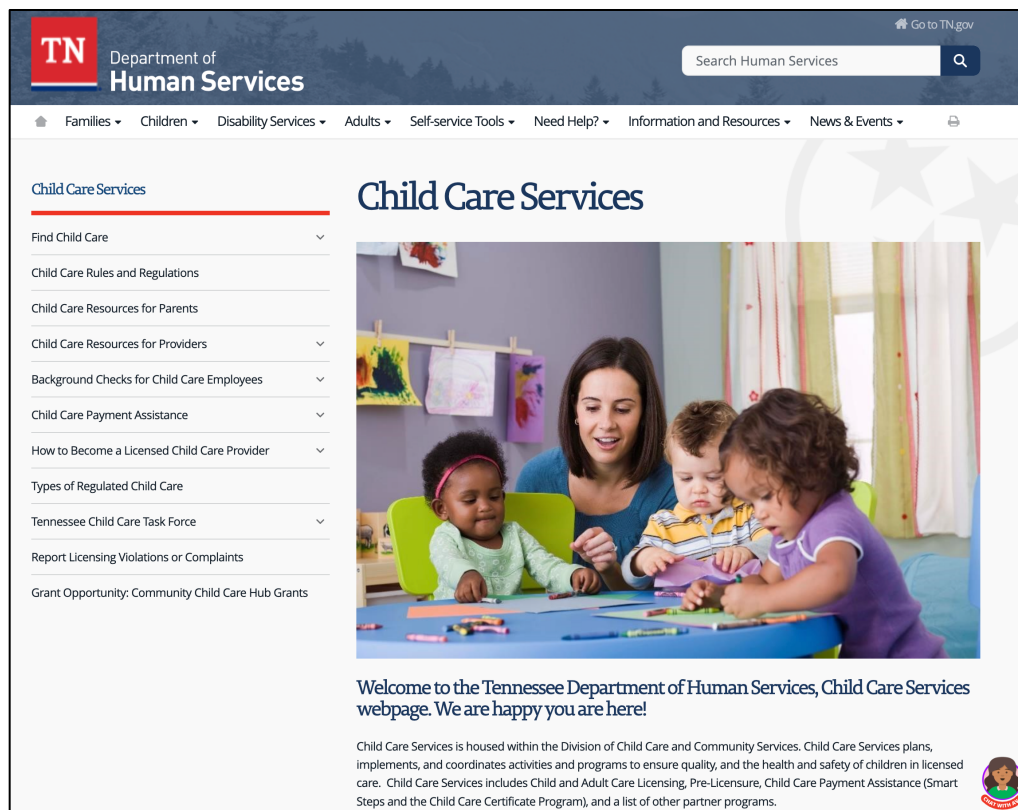 Go to TN.gov
TN
Department of
Human Services
Search Human Services
Families
Children
Disability Services
Adults
Self-service Tools
Need Help?
Information and Resources
News & Events
Child Care Services
Find Child Care
Child Care Rules and Regulations
Child Care Resources for Parents
Child Care Resources for Providers
Background Checks for Child Care Employees
Child Care Payment Assistance
How to Become a Licensed Child Care Provider
Types of Regulated Child Care
Tennessee Child Care Task Force
Report Licensing Violations or Complaints
Grant Opportunity: Community Child Care Hub Grants
Child Care Services
Welcome to the Tennessee Department of Human Services, Child Care Services
webpage. We are happy you are here!
Child Care Services is housed within the Division of Child Care and Community Services. Child Care Services plans,
implements, and coordinates activities and programs to ensure quality, and the health and safety of children in licensed
care. Child Care Services includes Child and Adult Care Licensing, Pre-Licensure, Child Care Payment Assistance (Smart
Steps and the Child Care Certificate Program), and a list of other partner programs.
CHAT WITH